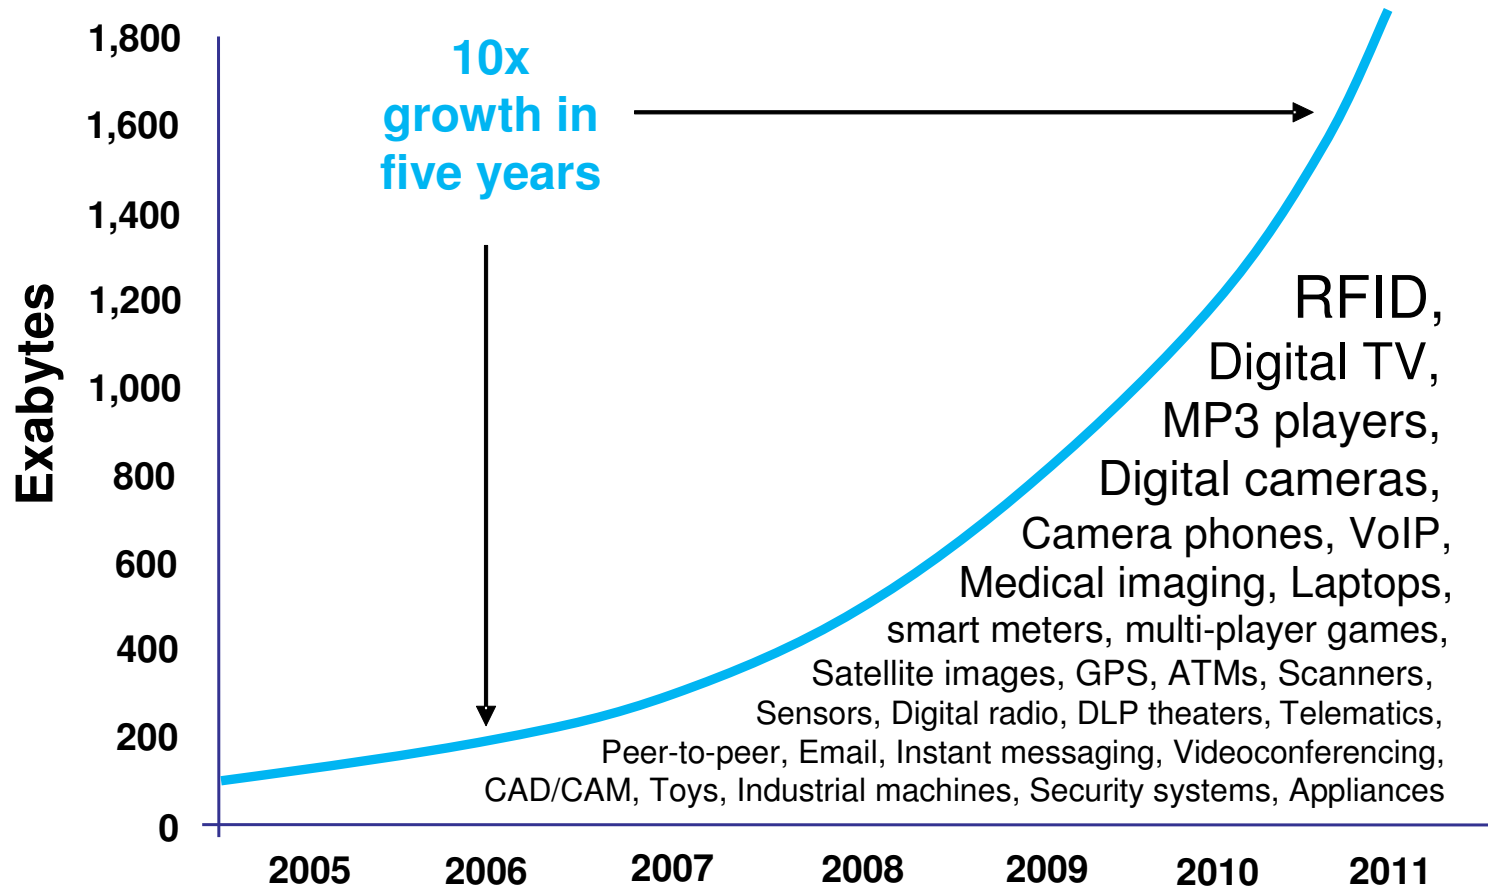 1,800
1,600
1,400
1,200
1,000
800
600
400
200
0
Exabytes
10x
growth in
five years
RFID,
Digital TV,
MP3 players,
Digital cameras,
Camera phones, VoIP,
Medical imaging, Laptops,
smart meters, multi-player games,
Satellite images, GPS, ATMs, Scanners,
Sensors, Digital radio, DLP theaters, Telematics,
Peer-to-peer, Email, Instant messaging, Videoconferencing,
CAD/CAM, Toys, Industrial machines, Security systems, Appliances
2005 2006 2007 2008 2009 2010 2011